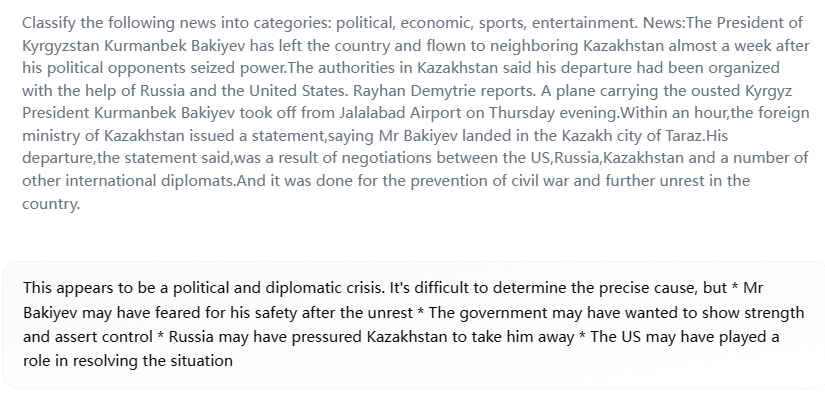 Classify the following news into categories: political, economic, sports, entertainment. News:The President of
Kyrgyzstan Kurmanbek Bakiyev has left the country and flown to neighboring Kazakhstan almost a week after
his political opponents seized power.The authorities in Kazakhstan said his departure had been organized
with the help of Russia and the United States. Rayhan Demytrie reports. A plane carrying the ousted Kyrgyz
President Kurmanbek Bakiyev took off from Jalalabad Airport on Thursday evening.Within an hour,the foreign
ministry of Kazakhstan issued a statement,saying Mr Bakiyev landed in the Kazakh city of Taraz.His
departure,the statement said,was a result of negotiations between the US,Russia,Kazakhstan and a number of
other international diplomats.And it was done for the prevention of civil war and further unrest in the
country.
This appears to be a political and diplomatic crisis. It's difficult to determine the precise cause, but * Mr
Bakiyev may have feared for his safety after the unrest * The government may have wanted to show strength
and assert control * Russia may have pressured Kazakhstan to take him away * The US may have played a
role in resolving the situation